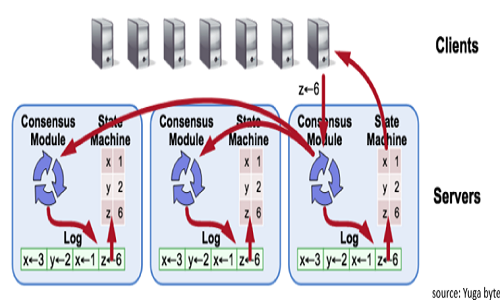 Clients
z←6
Consensus Module
State Machine
x 1
y 2
z 6
Log
x←3 y←2 x←1 z←6
Consensus Module
State Machine
x 1
y 2
z 6
Log
x←3 y←2 x←1 z←6
Consensus Module
State Machine
x 1
y 2
z 6
Log
x←3 y←2 x←1 z←6
Servers
source: Yuga byte